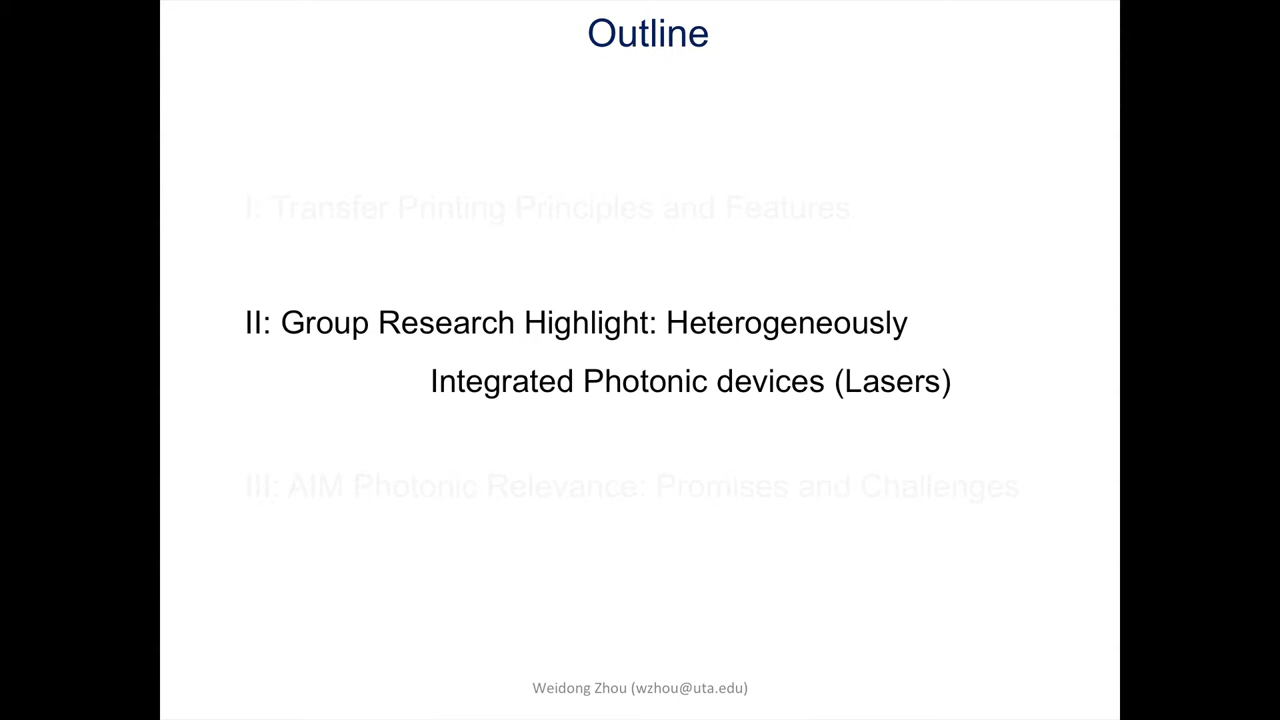 Outline
I: Transfer Printing Principles and Features
II: Group Research Highlight: Heterogeneously
Integrated Photonic devices (Lasers)
III: AIM Photonic Relevance: Promises and Challenges
Weidong Zhou (wzhou@uta.edu)